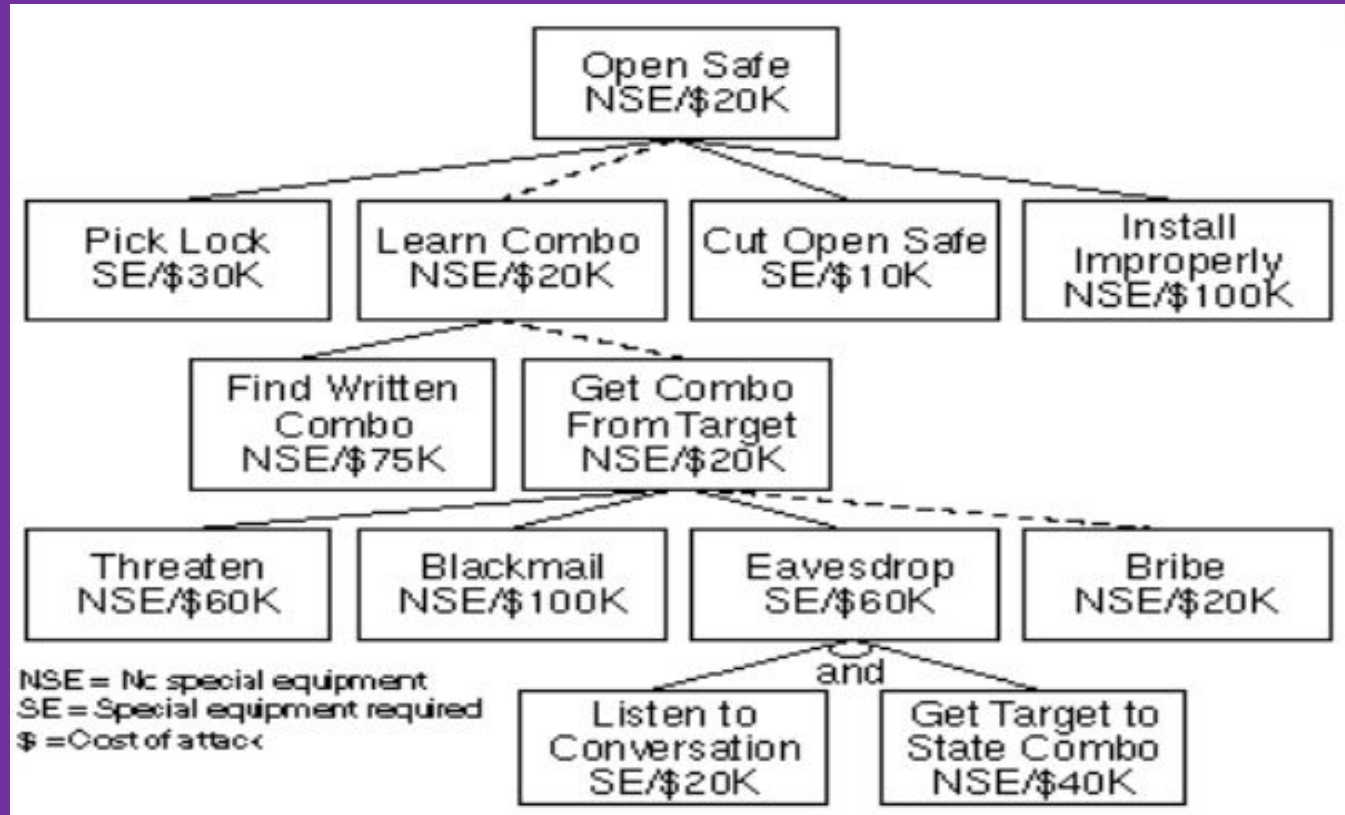 Open Safe
NSE/$20K
Pick Lock
SE/$30K
Learn Combo
NSE/$20K
Cut Open Safe
SE/$10K
Install
Improperly
NSE/$100K
Find Written
Combo
NSE/$75K
Get Combo
From Target
NSE/$20K
Threaten
NSE/$60K
Blackmail
NSE/$100K
Eavesdrop
SE/$60K
Bribe
NSE/$20K
and
NSE = No special equipment
SE = Special equipment required
$ = Cost of attack
Listen to
Conversation
SE/$20K
Get Target to
State Combo
NSE/$40K